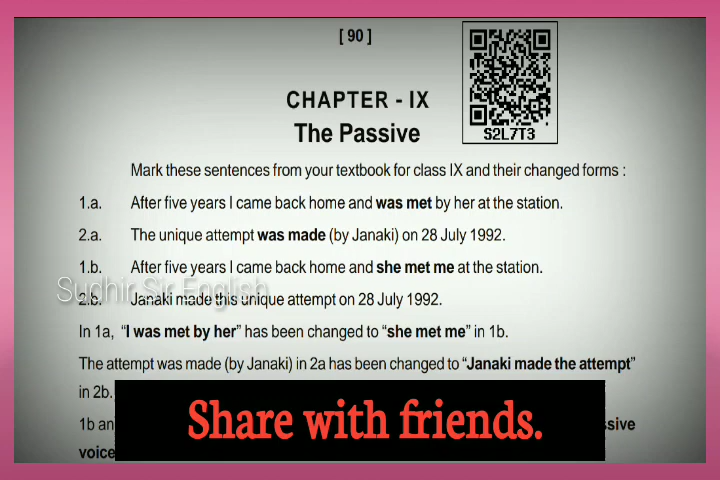 [ 90 ]
S2L7T3
CHAPTER - IX
The Passive
Mark these sentences from your textbook for class IX and their changed forms :
1.a. After five years I came back home and was met by her at the station.
2.a. The unique attempt was made (by Janaki) on 28 July 1992.
1.b. After five years I came back home and she met me at the station.
Sudhir Sir English
2.b. Janaki made this unique attempt on 28 July 1992.
In 1a, “I was met by her” has been changed to “she met me” in 1b.
The attempt was made (by Janaki) in 2a has been changed to “Janaki made the attempt”
in 2b.
Share with friends.
1b
voice